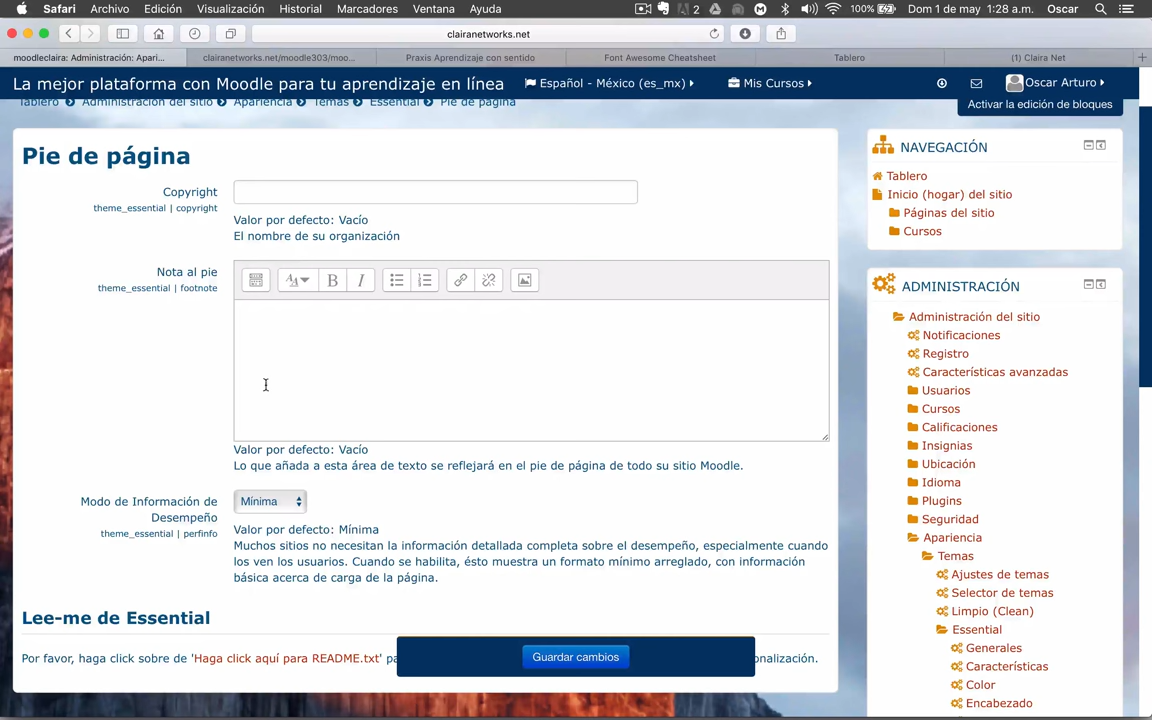 Safari Archivo Edición Visualización Historial Marcadores Ventana Ayuda
2 100% Dom 1 de may 1:28 a.m. Oscar
clairanetworks.net
moodleclaira: Administración: Apari... clairanetworks.net/moodle303/moo... Praxis Aprendizaje con sentido Font Awesome Cheatsheet Tablero (1) Claira Net
La mejor plataforma con Moodle para tu aprendizaje en línea Español - México (es_mx) Mis Cursos Oscar Arturo
Tablero Administración del sitio Apariencia Temas Essential Pie de página
Activar la edición de bloques
Pie de página
Copyright
theme_essential | copyright
Valor por defecto: Vacío
El nombre de su organización
Nota al pie
theme_essential | footnote
B I
Valor por defecto: Vacío
Lo que añada a esta área de texto se reflejará en el pie de página de todo su sitio Moodle.
Modo de Información de
Desempeño
theme_essential | perfinfo
Mínima
Valor por defecto: Mínima
Muchos sitios no necesitan la información detallada completa sobre el desempeño, especialmente cuando
los ven los usuarios. Cuando se habilita, ésto muestra un formato mínimo arreglado, con información
básica acerca de carga de la página.
Lee-me de Essential
Por favor, haga click sobre de 'Haga click aquí para README.txt' pa
Guardar cambios
onalización.
NAVEGACIÓN
Tablero
Inicio (hogar) del sitio
Páginas del sitio
Cursos
ADMINISTRACIÓN
Administración del sitio
Notificaciones
Registro
Características avanzadas
Usuarios
Cursos
Calificaciones
Insignias
Ubicación
Idioma
Plugins
Seguridad
Apariencia
Temas
Ajustes de temas
Selector de temas
Limpio (Clean)
Essential
Generales
Características
Color
Encabezado